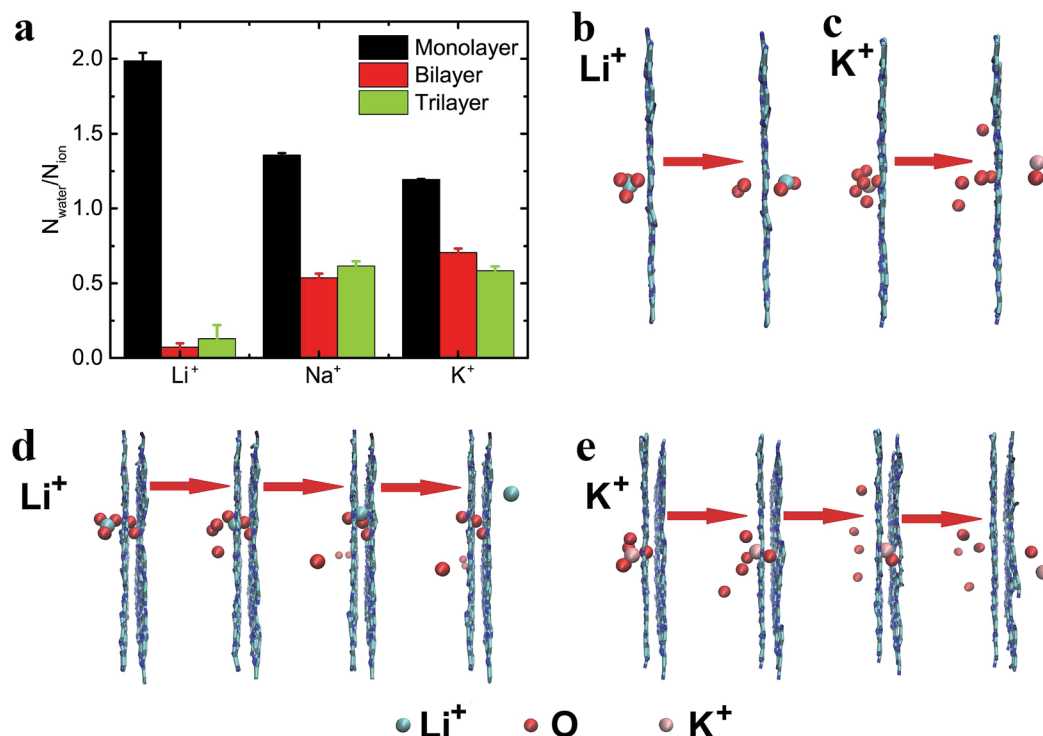 a
2.0
1.5
1.0
0.5
0.0
N_water/N_ion
Monolayer
Bilayer
Trilayer
Li⁺
Na⁺
K⁺
b
Li⁺
c
K⁺
d
Li⁺
e
K⁺
Li⁺ O K⁺